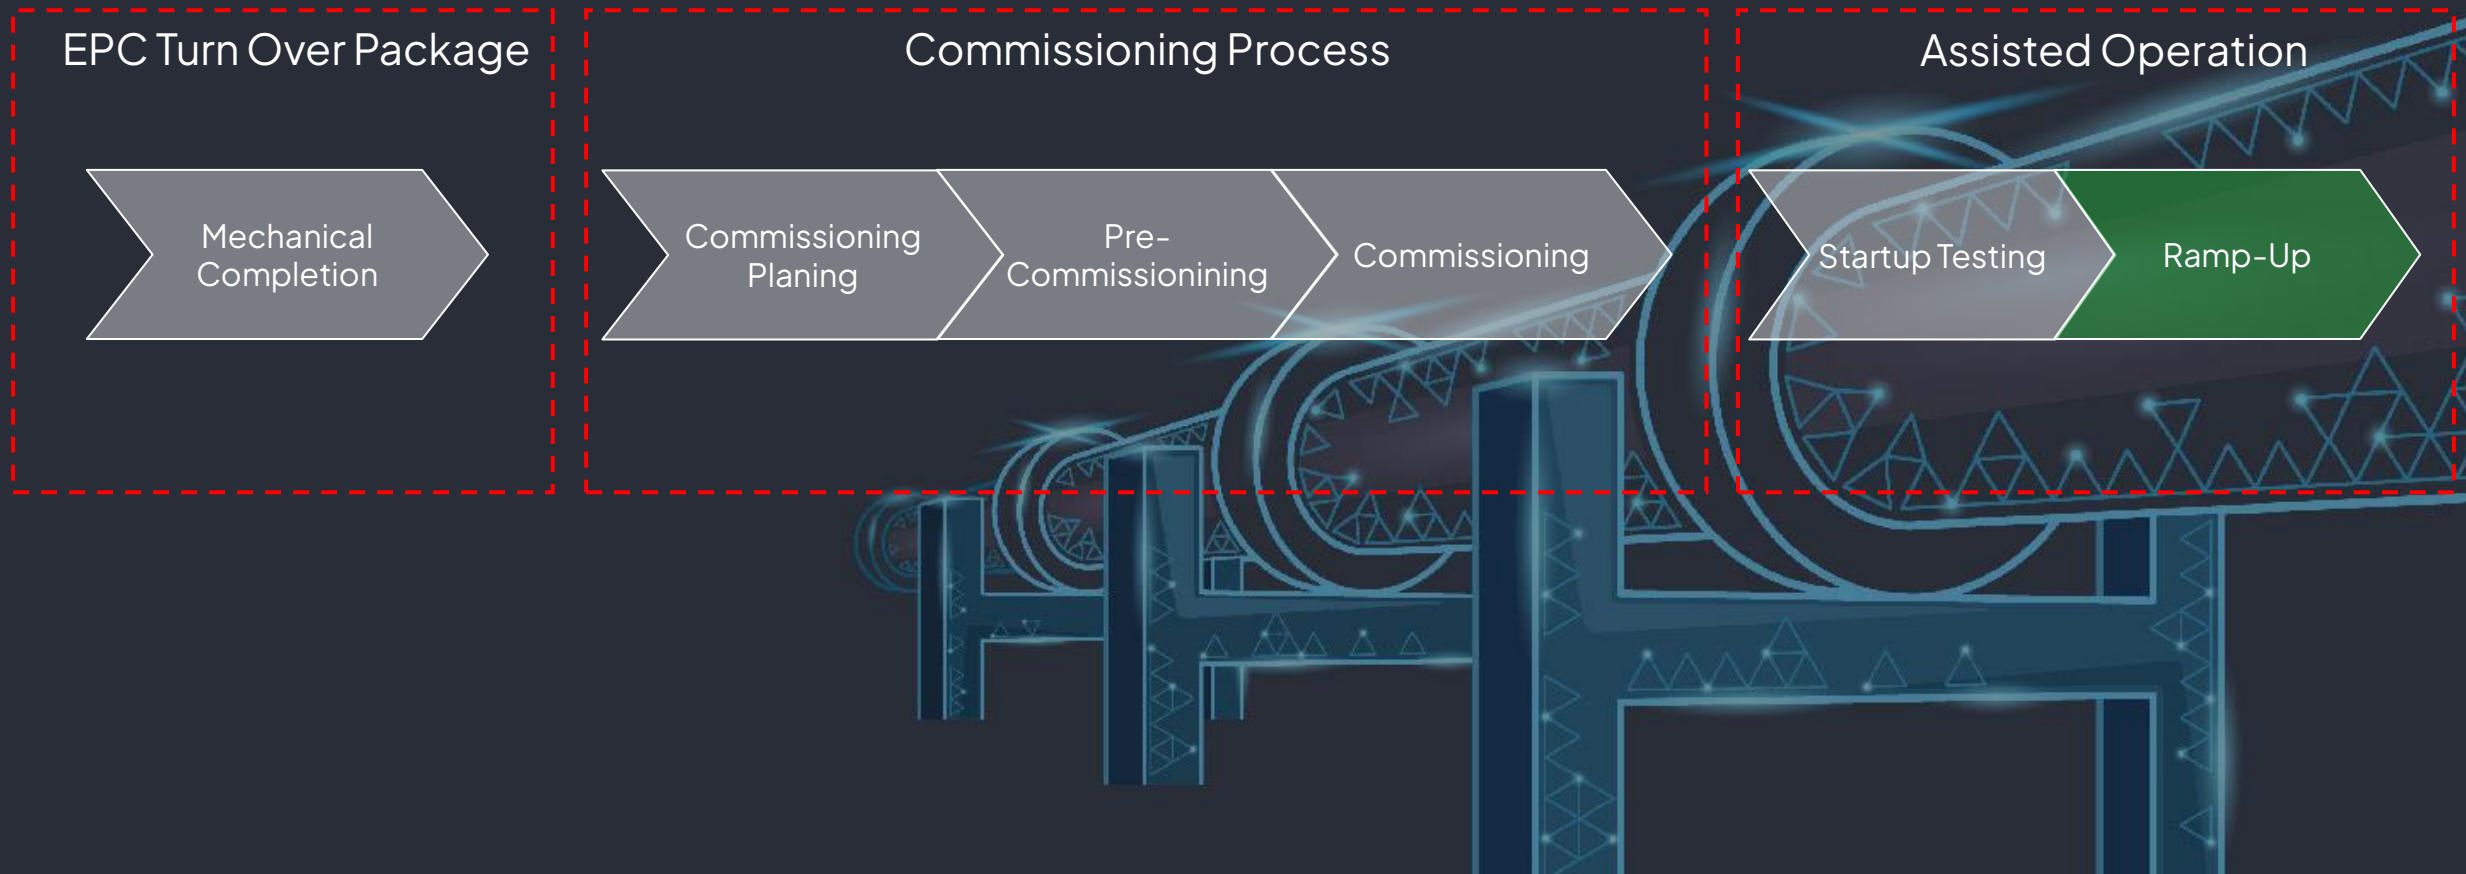 EPC Turn Over Package
Commissioning Process
Assisted Operation
Mechanical
Completion
Commissioning
Planing
Pre-
Commissionining
Commissioning
Startup Testing
Ramp-Up